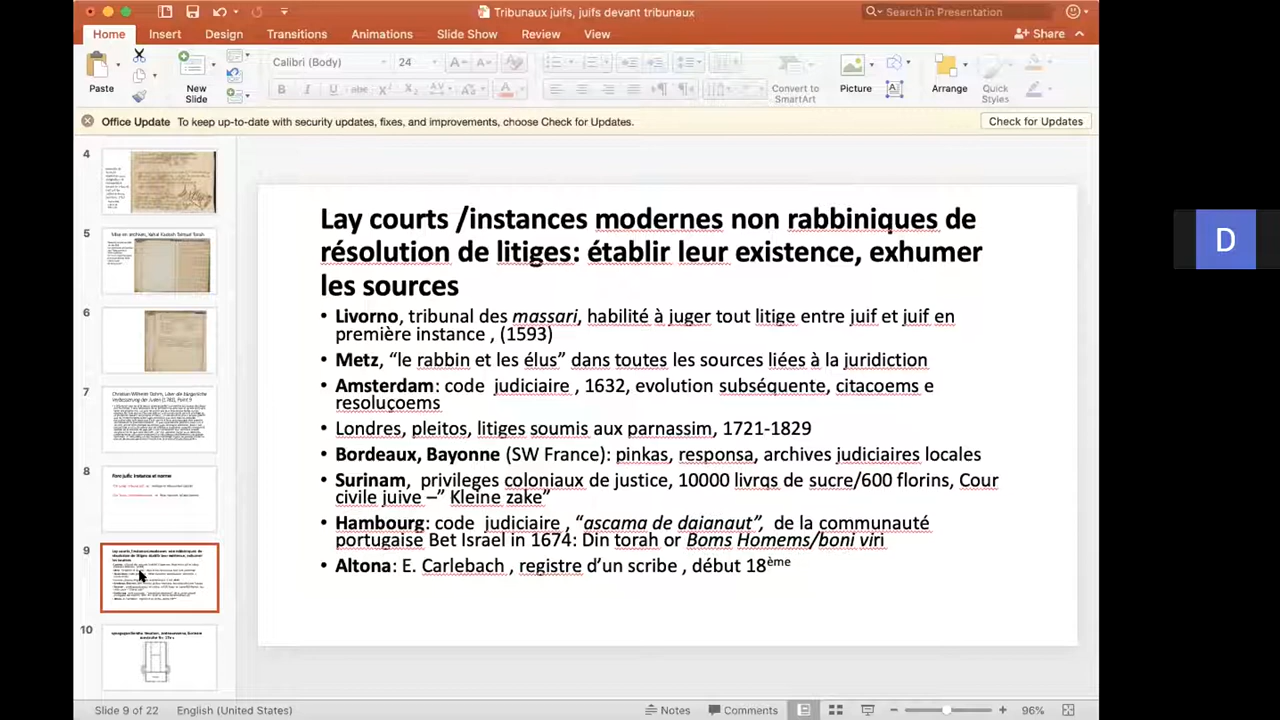 Tribunaux juifs, juifs devant tribunaux
Search in Presentation
Home Insert Design Transitions Animations Slide Show Review View
Share
Calibri (Body) 24
Paste
New
Slide
Convert to
SmartArt
Picture
Arrange
Quick
Styles
Office Update To keep up-to-date with security updates, fixes, and improvements, choose Check for Updates.
Check for Updates
4
5
6
7
8
9
10
Lay courts /instances modernes non rabbiniques de
résolution de litiges: établir leur existence, exhumer
les sources
• Livorno, tribunal des massari, habilité à juger tout litige entre juif et juif en
première instance , (1593)
• Metz, “le rabbin et les élus” dans toutes les sources liées à la juridiction
• Amsterdam: code judiciaire , 1632, evolution subséquente, citacoems e
resoluçoems
• Londres, pleitos, litiges soumis aux parnassim, 1721-1829
• Bordeaux, Bayonne (SW France): pinkas, responsa, archives judiciaires locales
• Surinam, privileges coloniaux de justice, 10000 livrqs de sucre/600 florins, Cour
civile juive –” Kleine zake”
• Hambourg: code judiciaire , “ascama de daianaut”, de la communauté
portugaise Bet Israel in 1674: Din torah or Boms Homems/boni viri
• Altona: E. Carlebach , registre d’un scribe , début 18ème
D
Slide 9 of 22 English (United States)
Notes Comments 96%